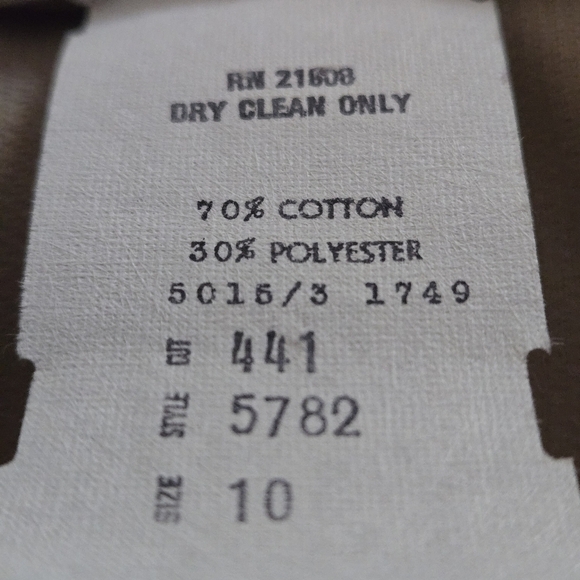 RN 21608
DRY CLEAN ONLY
70% COTTON
30% POLYESTER
5015/3 1749
CUT 441
STYLE 5782
SIZE 10